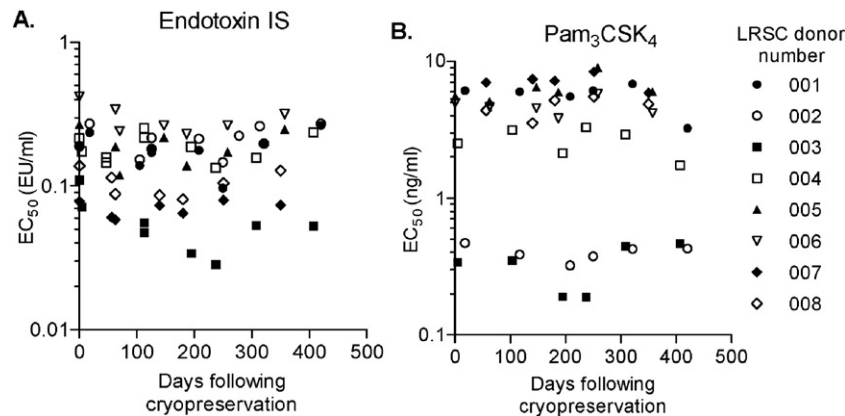 A.
Endotoxin IS
EC50 (EU/ml)
1
0.1
0.01
0 100 200 300 400 500
Days following
cryopreservation
B.
Pam3CSK4
EC50 (ng/ml)
10
1
0.1
0 100 200 300 400 500
Days following
cryopreservation
LRSC donor
number
001
002
003
004
005
006
007
008